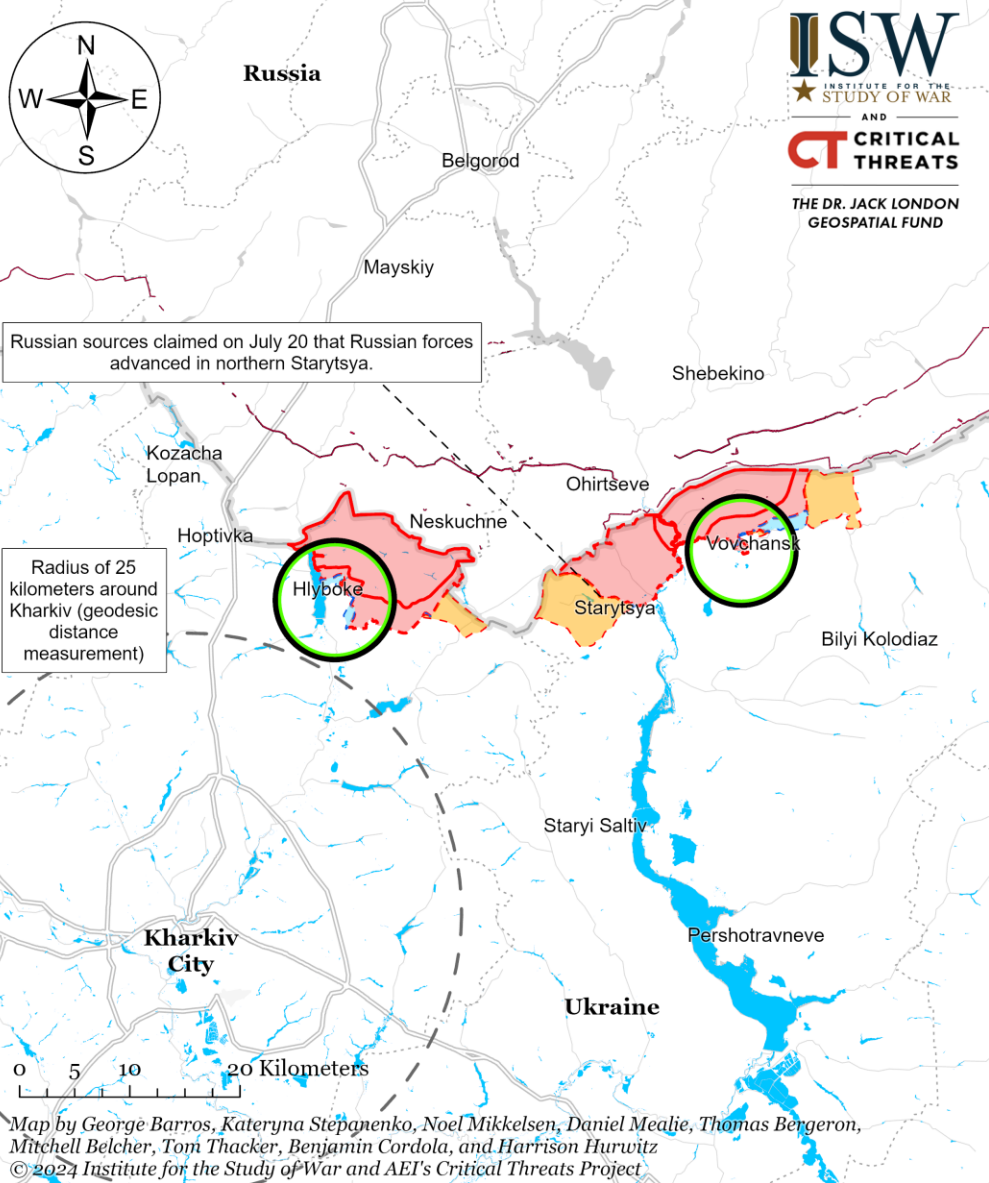 N
W
E
S
Russia
ISW
INSTITUTE FOR THE
STUDY OF WAR
AND
CT CRITICAL
THREATS
THE DR. JACK LONDON
GEOSPATIAL FUND
Belgorod
Mayskiy
Russian sources claimed on July 20 that Russian forces
advanced in northern Starytsya.
Shebekino
Kozacha
Lopan
Ohirtseve
Neskuchne
Hoptivka
Vovchansk
Radius of 25
kilometers around
Kharkiv (geodesic
distance
measurement)
Hlyboke
Starytsya
Bilyi Kolodiaz
Staryi Saltiv
Pershotravneve
Kharkiv
City
Ukraine
0 5 10 20 Kilometers
Map by George Barros, Kateryna Stepanenko, Noel Mikkelsen, Daniel Mealie, Thomas Bergeron,
Mitchell Belcher, Tom Thacker, Benjamin Cordola, and Harrison Hurwitz
© 2024 Institute for the Study of War and AEI's Critical Threats Project